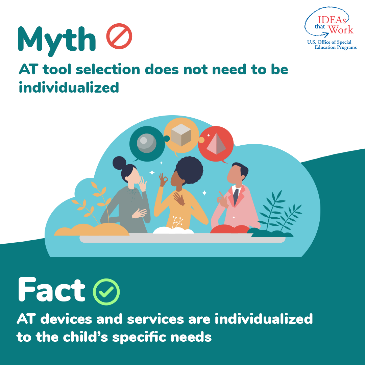 Myth
IDEAs
that Work
U.S. Office of Special
Education Programs
AT tool selection does not need to be
individualized
Fact
AT devices and services are individualized
to the child's specific needs